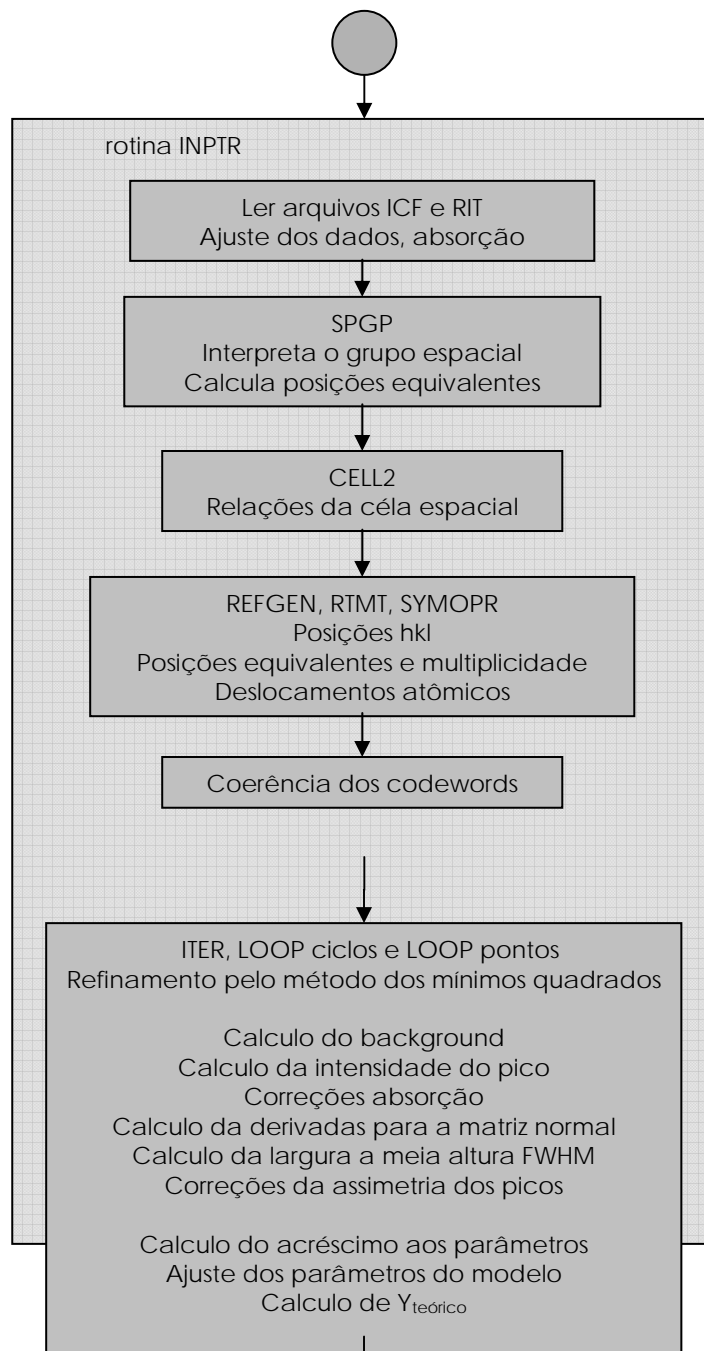 rotina INPTR
Ler arquivos ICF e RIT
Ajuste dos dados, absorção
SPGP
Interpreta o grupo espacial
Calcula posições equivalentes
CELL2
Relações da céla espacial
REFGEN, RTMT, SYMOPR
Posições hkl
Posições equivalentes e multiplicidade
Deslocamentos atômicos
Coerência dos codewords
ITER, LOOP ciclos e LOOP pontos
Refinamento pelo método dos mínimos quadrados
Calculo do background
Calculo da intensidade do pico
Correções absorção
Calculo da derivadas para a matriz normal
Calculo da largura a meia altura FWHM
Correções da assimetria dos picos
Calculo do acréscimo aos parâmetros
Ajuste dos parâmetros do modelo
Calculo de Yteórico